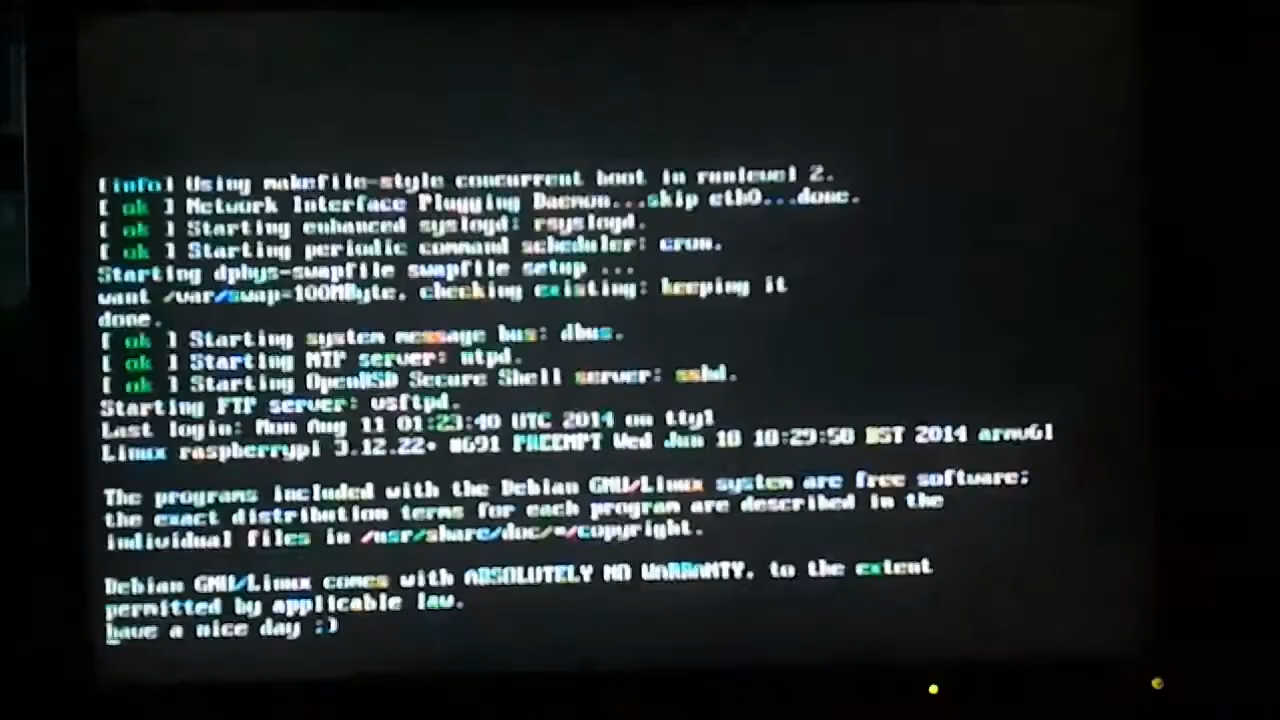 [info] Using makefile-style concurrent boot in runlevel 2.
[ ok ] Network Interface Plugging Daemon...skip eth0...done.
[ ok ] Starting enhanced syslogd: rsyslogd.
[ ok ] Starting periodic command scheduler: cron.
Starting dphys-swapfile swapfile setup ...
want /var/swap=100MByte, checking existing: keeping it
done.
[ ok ] Starting system message bus: dbus.
[ ok ] Starting NTP server: ntpd.
[ ok ] Starting OpenBSD Secure Shell server: sshd.
Starting FTP server: vsftpd.
Last login: Mon Aug 11 01:23:40 UTC 2014 on tty1
Linux raspberrypi 3.12.22+ #691 PREEMPT Wed Jun 18 18:29:58 BST 2014 armv6l
The programs included with the Debian GNU/Linux system are free software;
the exact distribution terms for each program are described in the
individual files in /usr/share/doc/*/copyright.
Debian GNU/Linux comes with ABSOLUTELY NO WARRANTY, to the extent
permitted by applicable law.
have a nice day :)